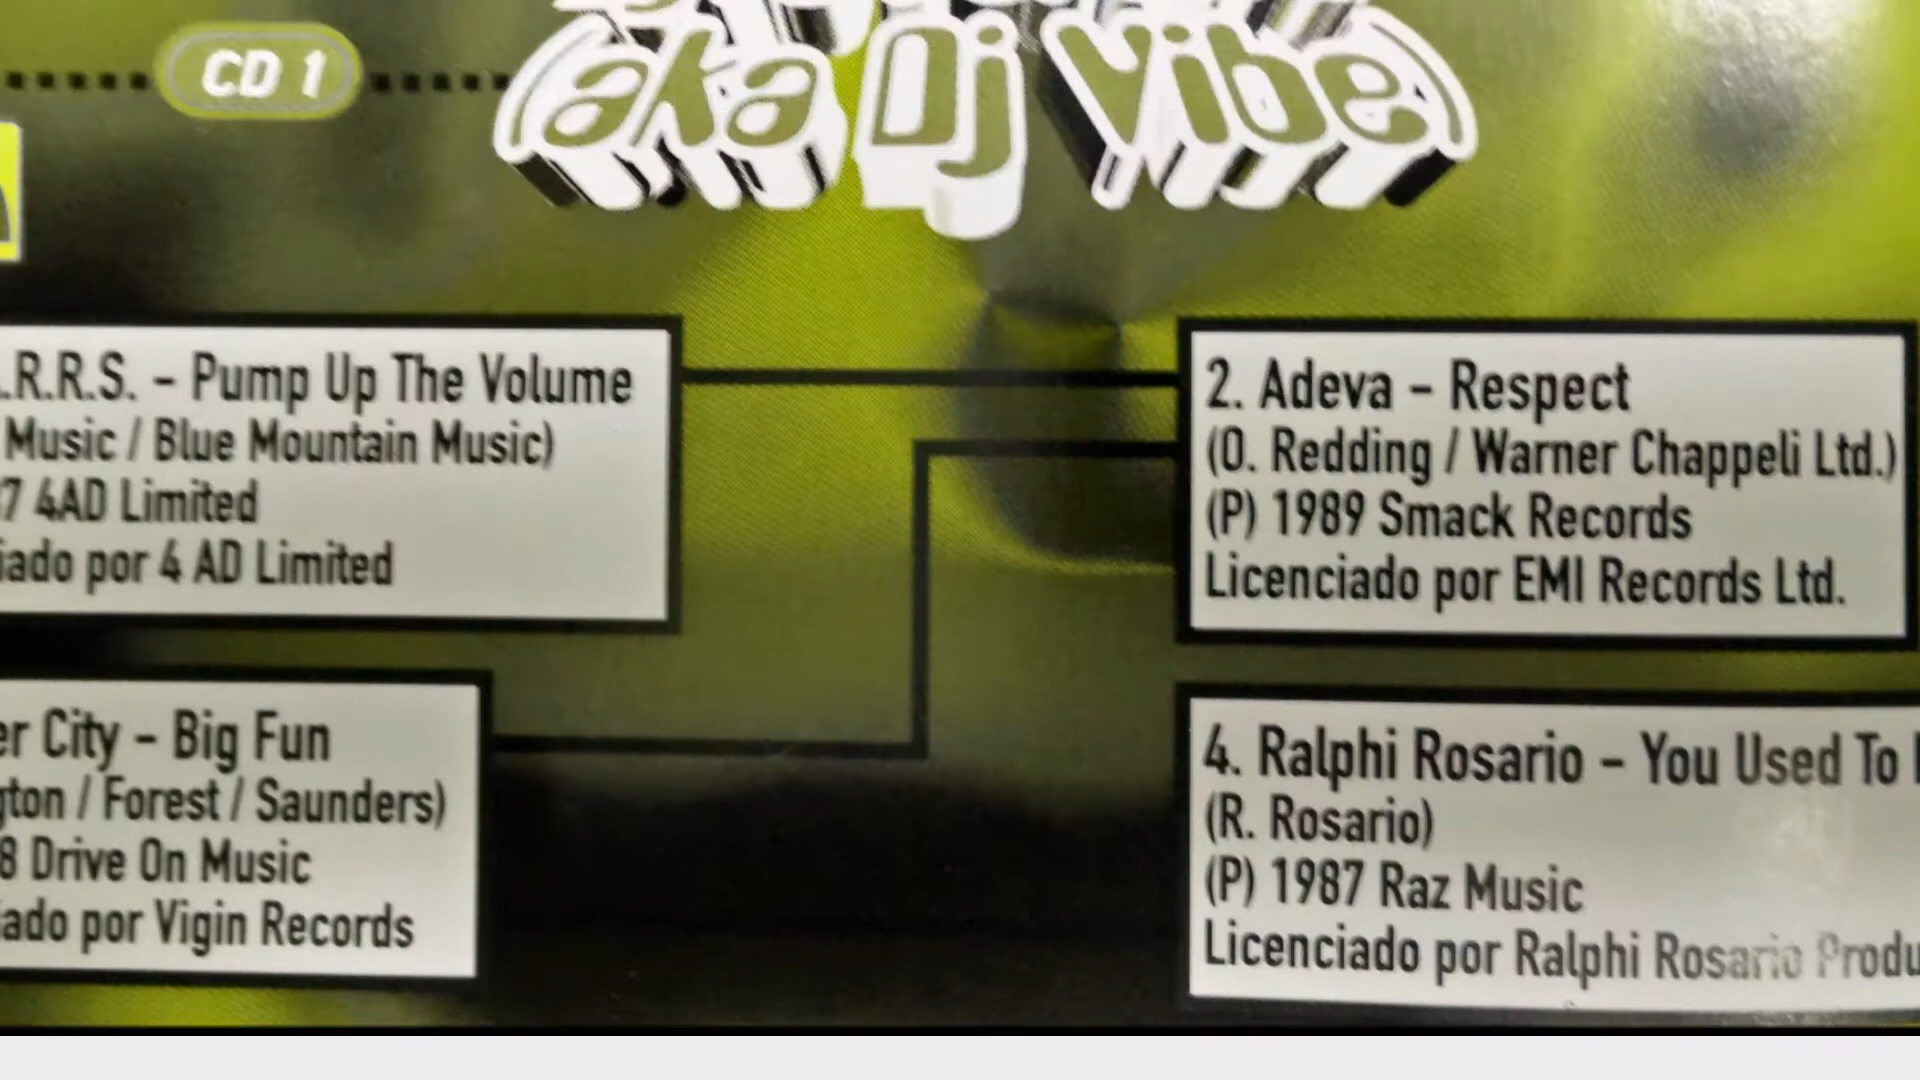 CD 1
(aka Dj Vibe)
.R.R.S. – Pump Up The Volume
Music / Blue Mountain Music)
7 4AD Limited
iado por 4 AD Limited
2. Adeva – Respect
(O. Redding / Warner Chappeli Ltd.)
(P) 1989 Smack Records
Licenciado por EMI Records Ltd.
er City – Big Fun
gton / Forest / Saunders)
8 Drive On Music
iado por Vigin Records
4. Ralphi Rosario – You Used To
(R. Rosario)
(P) 1987 Raz Music
Licenciado por Ralphi Rosario Produ